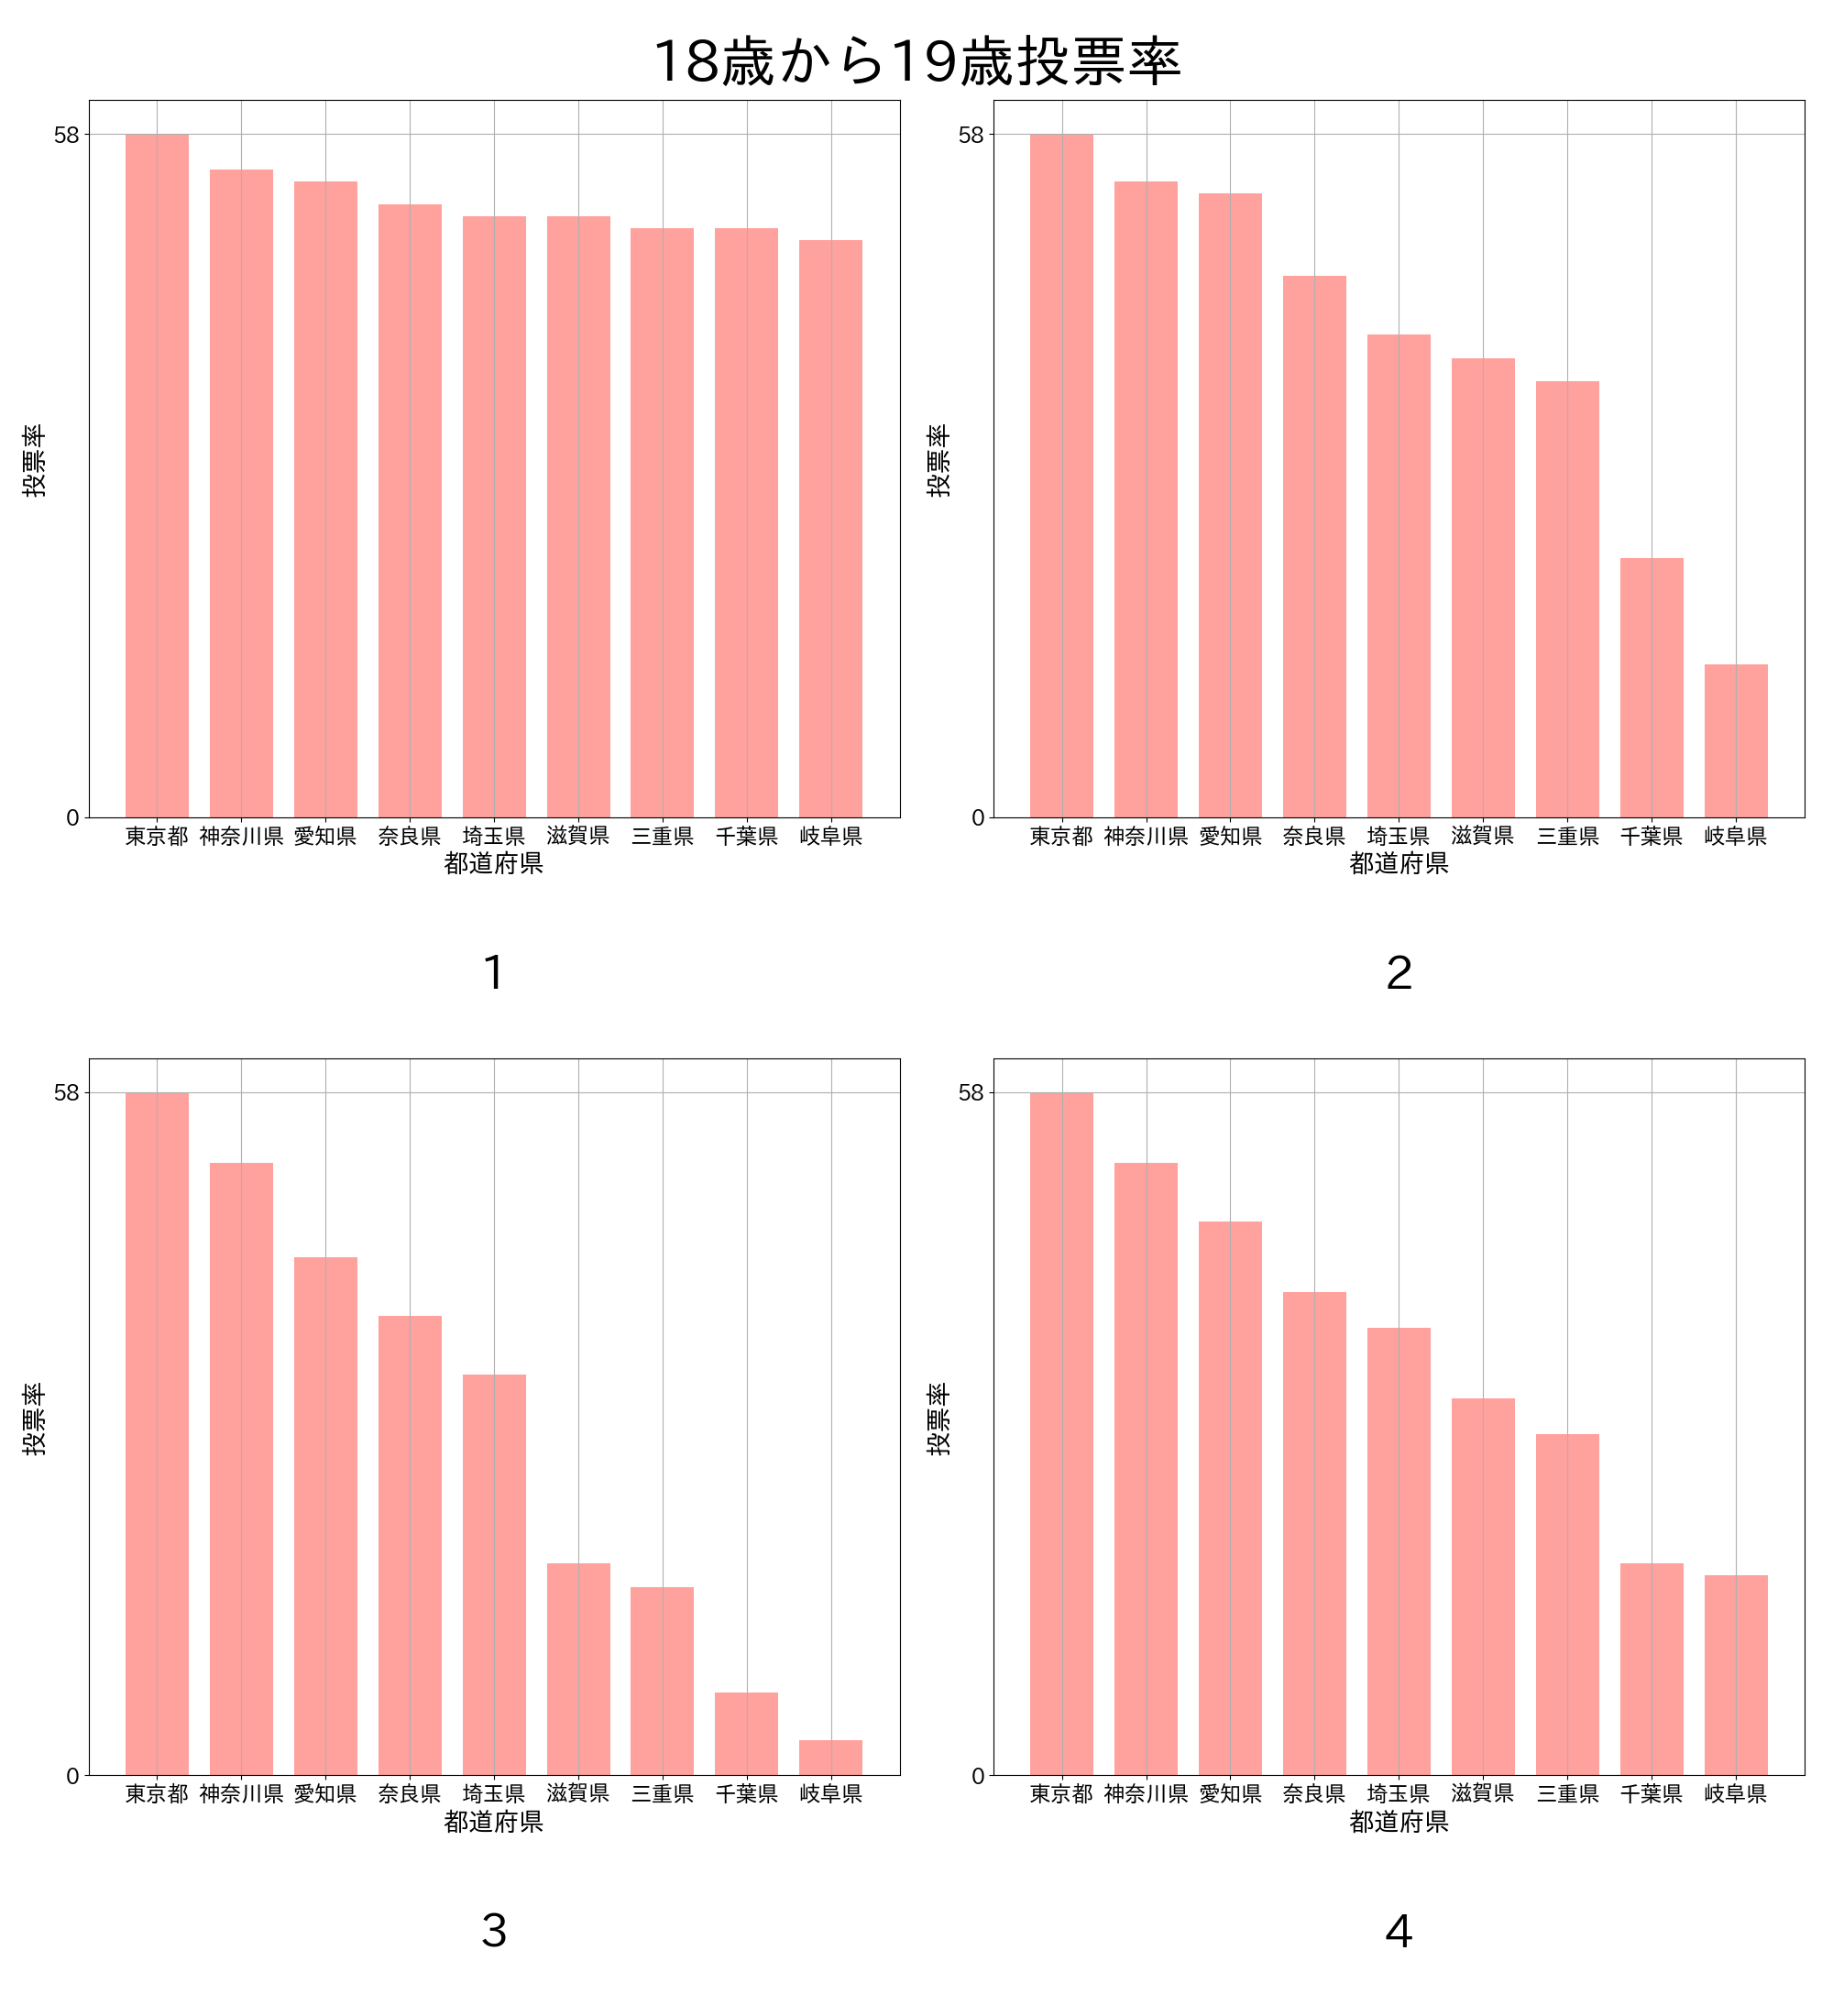 18歳から19歳投票率
58
0
投票率
東京都 神奈川県 愛知県 奈良県 埼玉県 滋賀県 三重県 千葉県 岐阜県
都道府県
1
58
0
投票率
東京都 神奈川県 愛知県 奈良県 埼玉県 滋賀県 三重県 千葉県 岐阜県
都道府県
2
58
0
投票率
東京都 神奈川県 愛知県 奈良県 埼玉県 滋賀県 三重県 千葉県 岐阜県
都道府県
3
58
0
投票率
東京都 神奈川県 愛知県 奈良県 埼玉県 滋賀県 三重県 千葉県 岐阜県
都道府県
4